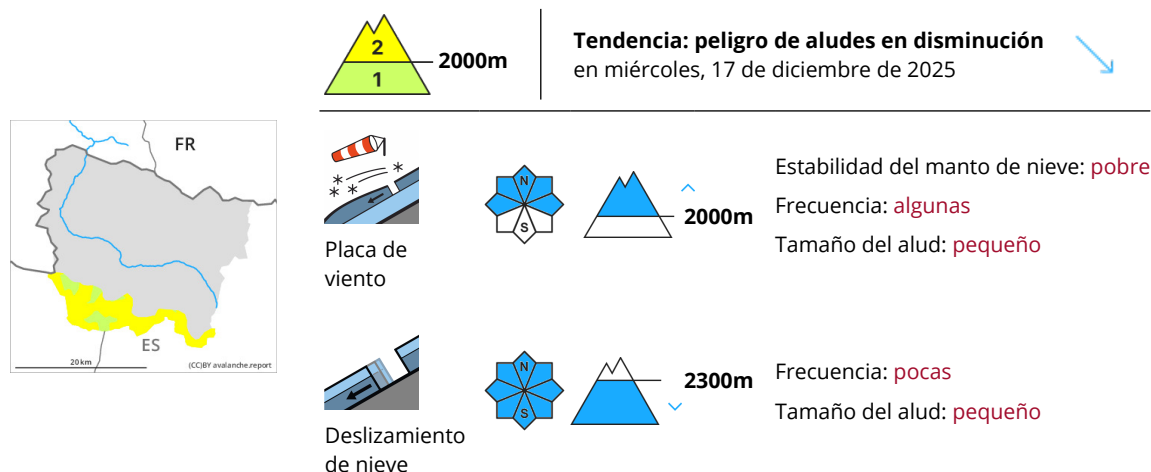 2
1
2000m
Tendencia: peligro de aludes en disminución
en miércoles, 17 de diciembre de 2025
FR
ES
20 km
(CC)BY avalanche.report
Placa de
viento
N
S
2000m
Estabilidad del manto de nieve: pobre
Frecuencia: algunas
Tamaño del alud: pequeño
Deslizamiento
de nieve
N
S
2300m
Frecuencia: pocas
Tamaño del alud: pequeño